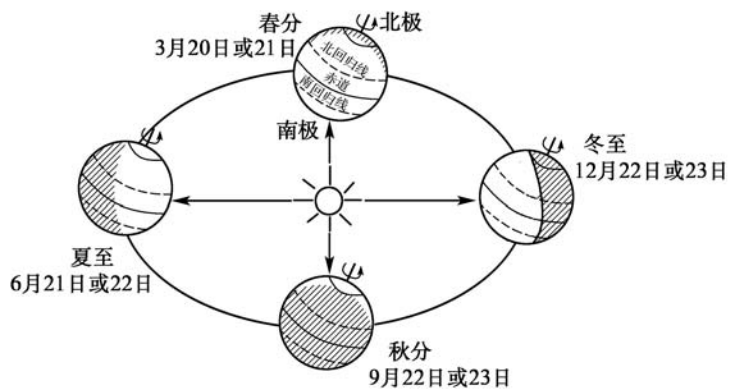 春分
3月20日或21日
北极
北回归线
赤道
南回归线
南极
冬至
12月22日或23日
夏至
6月21日或22日
秋分
9月22日或23日